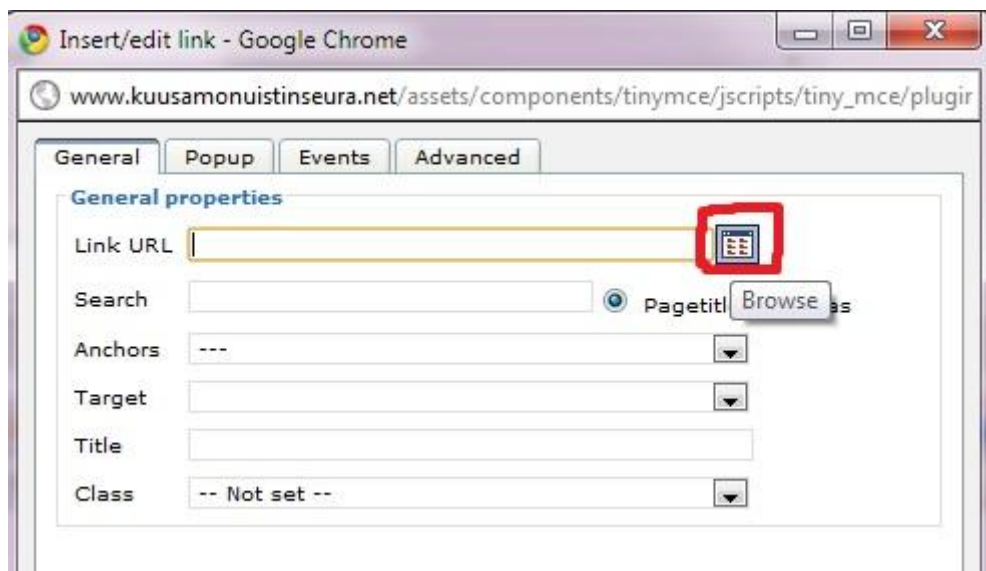 Insert/edit link - Google Chrome
www.kuusamonuistinseura.net/assets/components/tinymce/jscripts/tiny_mce/plugin
General Popup Events Advanced
General properties
Link URL
Search Pagetitl Browse as
Anchors ---
Target
Title
Class -- Not set --